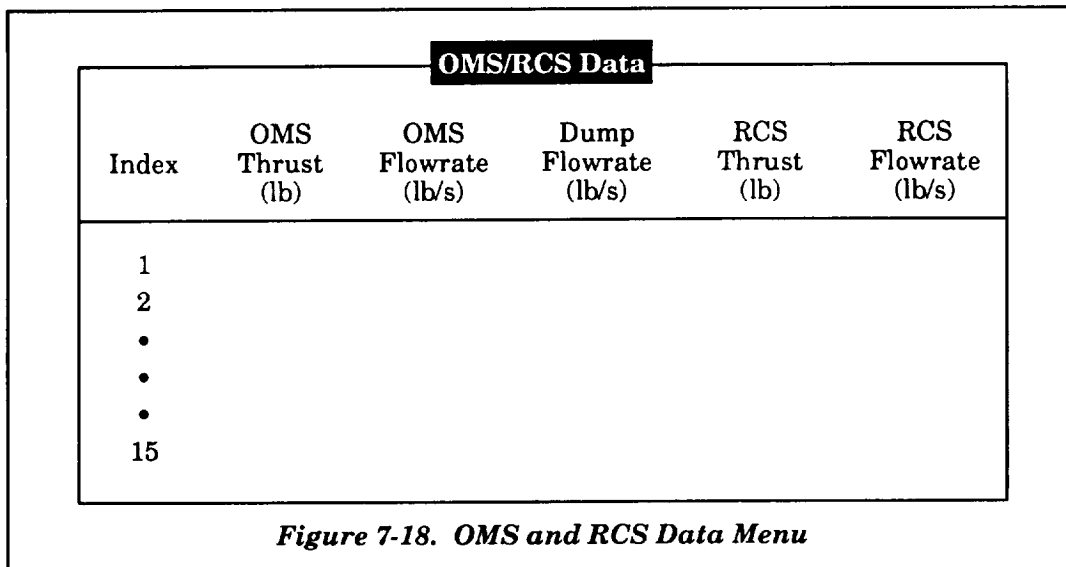 OMS/RCS Data
Index OMS Thrust (lb) OMS Flowrate (lb/s) Dump Flowrate (lb/s) RCS Thrust (lb) RCS Flowrate (lb/s)
1
2
•
•
•
15
Figure 7-18. OMS and RCS Data Menu